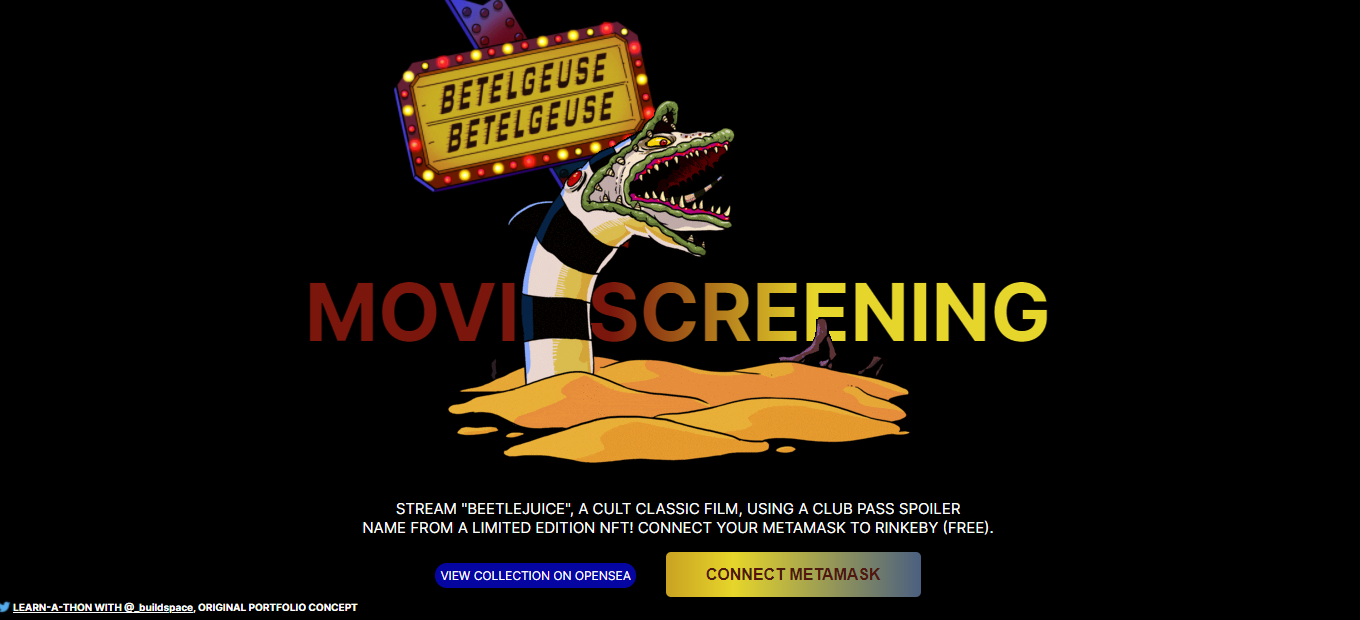 BETELGEUSE
BETELGEUSE
MOVI SCREENING
STREAM "BEETLEJUICE", A CULT CLASSIC FILM, USING A CLUB PASS SPOILER
NAME FROM A LIMITED EDITION NFT! CONNECT YOUR METAMASK TO RINKEBY (FREE).
VIEW COLLECTION ON OPENSEA
CONNECT METAMASK
LEARN-A-THON WITH @_buildspace, ORIGINAL PORTFOLIO CONCEPT